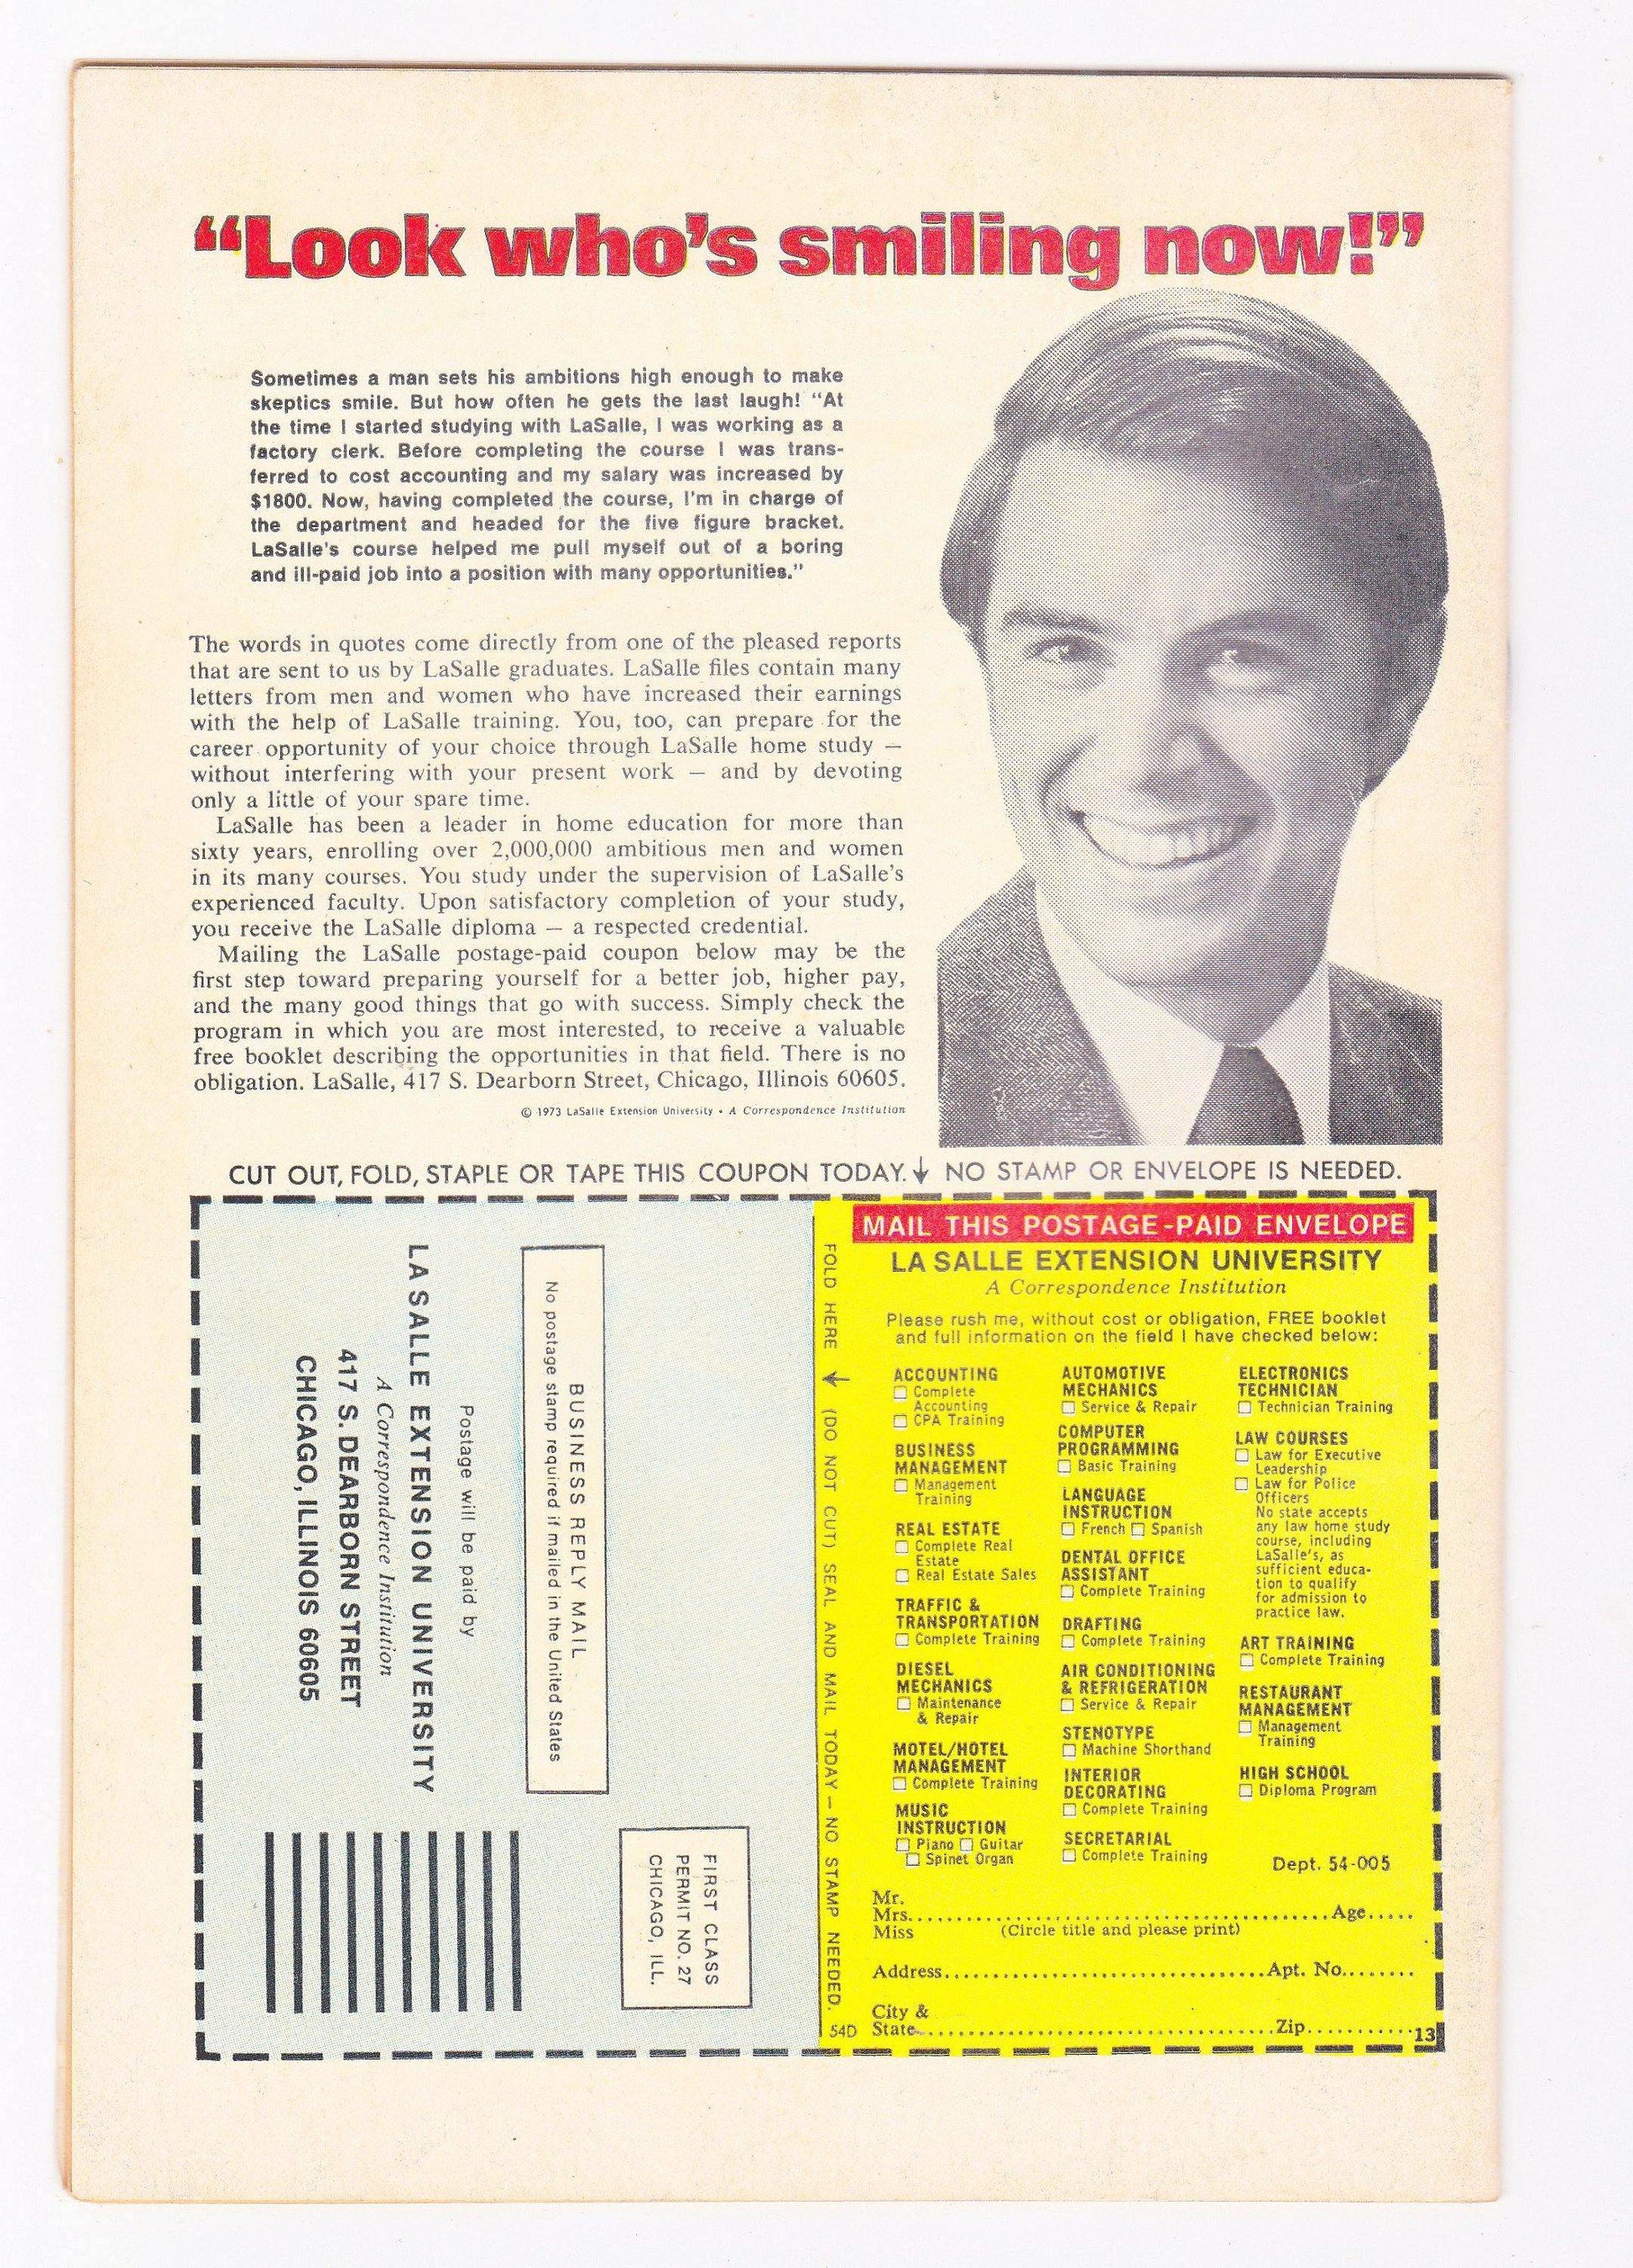 “Look who's smiling now!”
Sometimes a man sets his ambitions high enough to make
skeptics smile. But how often he gets the last laugh! “At
the time I started studying with LaSalle, I was working as a
factory clerk. Before completing the course I was trans-
ferred to cost accounting and my salary was increased by
$1800. Now, having completed the course, I'm in charge of
the department and headed for the five figure bracket.
LaSalle's course helped me pull myself out of a boring
and ill-paid job into a position with many opportunities.”
The words in quotes come directly from one of the pleased reports
that are sent to us by LaSalle graduates. LaSalle files contain many
letters from men and women who have increased their earnings
with the help of LaSalle training. You, too, can prepare for the
career opportunity of your choice through LaSalle home study —
without interfering with your present work — and by devoting
only a little of your spare time.
LaSalle has been a leader in home education for more than
sixty years, enrolling over 2,000,000 ambitious men and women
in its many courses. You study under the supervision of LaSalle's
experienced faculty. Upon satisfactory completion of your study,
you receive the LaSalle diploma — a respected credential.
Mailing the LaSalle postage-paid coupon below may be the
first step toward preparing yourself for a better job, higher pay,
and the many good things that go with success. Simply check the
program in which you are most interested, to receive a valuable
free booklet describing the opportunities in that field. There is no
obligation. LaSalle, 417 S. Dearborn Street, Chicago, Illinois 60605.
© 1973 LaSalle Extension University • A Correspondence Institution
CUT OUT, FOLD, STAPLE OR TAPE THIS COUPON TODAY.↓ NO STAMP OR ENVELOPE IS NEEDED.
FIRST CLASS
PERMIT NO. 27
CHICAGO, ILL.
BUSINESS REPLY MAIL
No postage stamp required if mailed in the United States
Postage will be paid by
LASALLE EXTENSION UNIVERSITY
A Correspondence Institution
417 S. DEARBORN STREET
CHICAGO, ILLINOIS 60605
FOLD HERE ↓ (DO NOT CUT) SEAL AND MAIL TODAY – NO STAMP NEEDED.
MAIL THIS POSTAGE-PAID ENVELOPE
LA SALLE EXTENSION UNIVERSITY
A Correspondence Institution
Please rush me, without cost or obligation, FREE booklet
and full information on the field I have checked below:
ACCOUNTING
☐ Complete
Accounting
☐ CPA Training
BUSINESS
MANAGEMENT
☐ Management
Training
REAL ESTATE
☐ Complete Real
Estate
☐ Real Estate Sales
TRAFFIC &
TRANSPORTATION
☐ Complete Training
DIESEL
MECHANICS
☐ Maintenance
& Repair
MOTEL/HOTEL
MANAGEMENT
☐ Complete Training
MUSIC
INSTRUCTION
☐ Piano ☐ Guitar
☐ Spinet Organ
AUTOMOTIVE
MECHANICS
☐ Service & Repair
COMPUTER
PROGRAMMING
☐ Basic Training
LANGUAGE
INSTRUCTION
☐ French ☐ Spanish
DENTAL OFFICE
ASSISTANT
☐ Complete Training
DRAFTING
☐ Complete Training
AIR CONDITIONING
& REFRIGERATION
☐ Service & Repair
STENOTYPE
☐ Machine Shorthand
INTERIOR
DECORATING
☐ Complete Training
SECRETARIAL
☐ Complete Training
ELECTRONICS
TECHNICIAN
☐ Technician Training
LAW COURSES
☐ Law for Executive
Leadership
☐ Law for Police
Officers
No state accepts
any law home study
course, including
LaSalle's, as
sufficient educa-
tion to qualify
for admission to
practice law.
ART TRAINING
☐ Complete Training
RESTAURANT
MANAGEMENT
☐ Management
Training
HIGH SCHOOL
☐ Diploma Program
Dept. 54-005
Mr.
Mrs. Age
Miss (Circle title and please print)
Address Apt. No.
City &
State Zip 13
54D